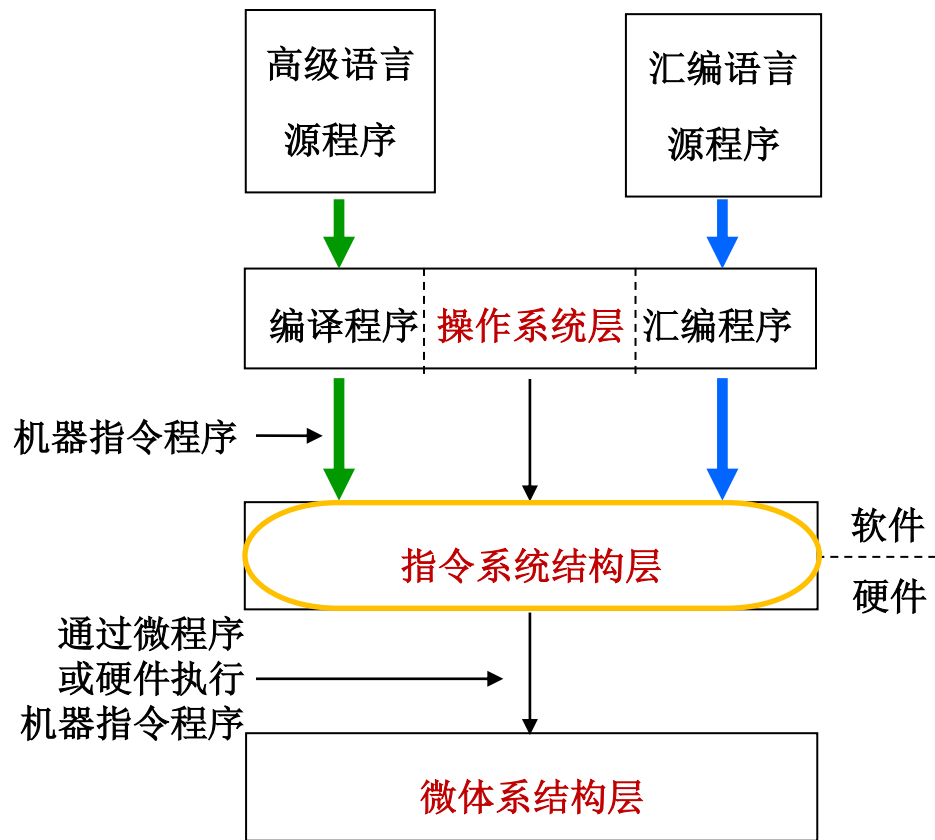 高级语言
源程序
汇编语言
源程序
编译程序
操作系统层
汇编程序
机器指令程序
软件
指令系统结构层
硬件
通过微程序
或硬件执行
机器指令程序
微体系结构层